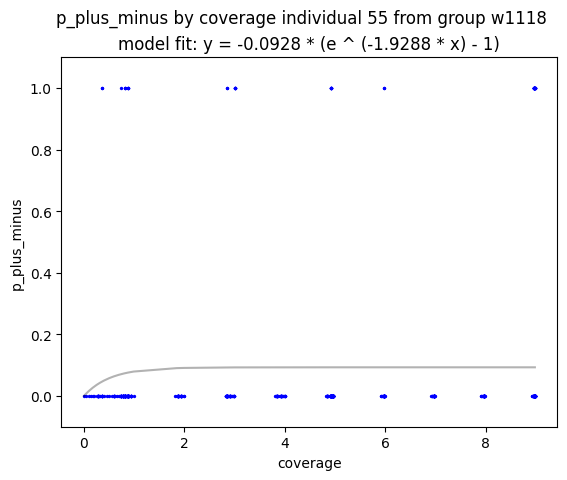 p_plus_minus by coverage individual 55 from group w1118
model fit: y = -0.0928 * (e ^ (-1.9288 * x) - 1)
1.0
0.8
0.6
0.4
0.2
0.0
p_plus_minus
0 2 4 6 8
coverage